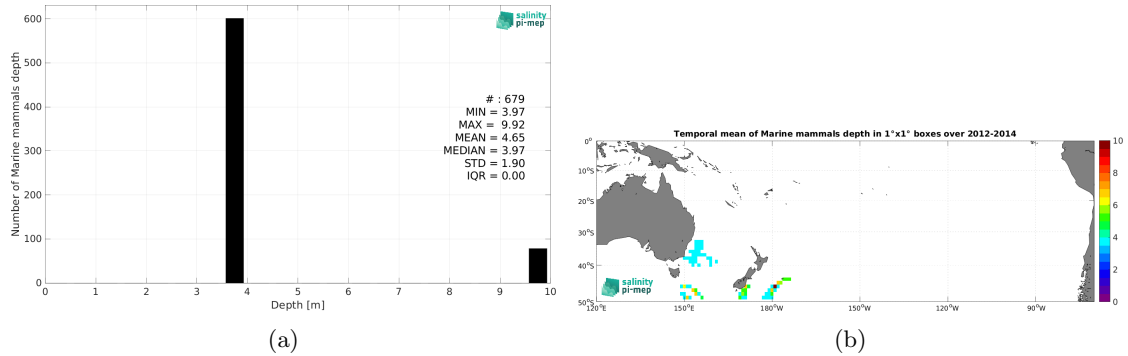 600
500
400
300
200
100
0
Number of Marine mammals depth
0 1 2 3 4 5 6 7 8 9 10
Depth [m]
salinity
pi-mep
# : 679
MIN = 3.97
MAX = 9.92
MEAN = 4.65
MEDIAN = 3.97
STD = 1.90
IQR = 0.00
(a)
Temporal mean of Marine mammals depth in 1°x1° boxes over 2012-2014
0°
10°S
20°S
30°S
40°S
50°S
120°E 150°E 180°W 150°W 120°W 90°W
salinity
pi-mep
10
8
6
4
2
0
(b)